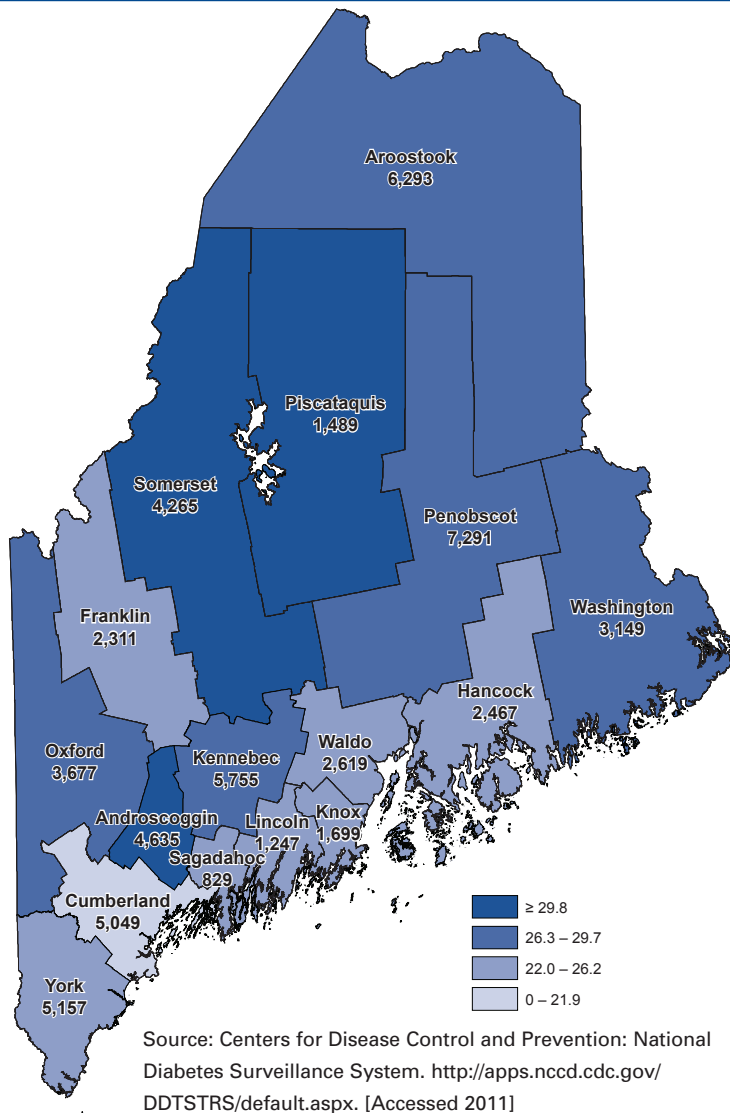 Aroostook
6,293
Piscataquis
1,489
Somerset
4,265
Penobscot
7,291
Franklin
2,311
Washington
3,149
Hancock
2,467
Oxford
3,677
Kennebec
5,755
Waldo
2,619
Androscoggin
4,635
Lincoln
1,247
Knox
1,699
Sagadahoc
829
Cumberland
5,049
York
5,157
≥ 29.8
26.3 – 29.7
22.0 – 26.2
0 – 21.9
Source: Centers for Disease Control and Prevention: National
Diabetes Surveillance System. http://apps.nccd.cdc.gov/
DDTSTRS/default.aspx. [Accessed 2011]